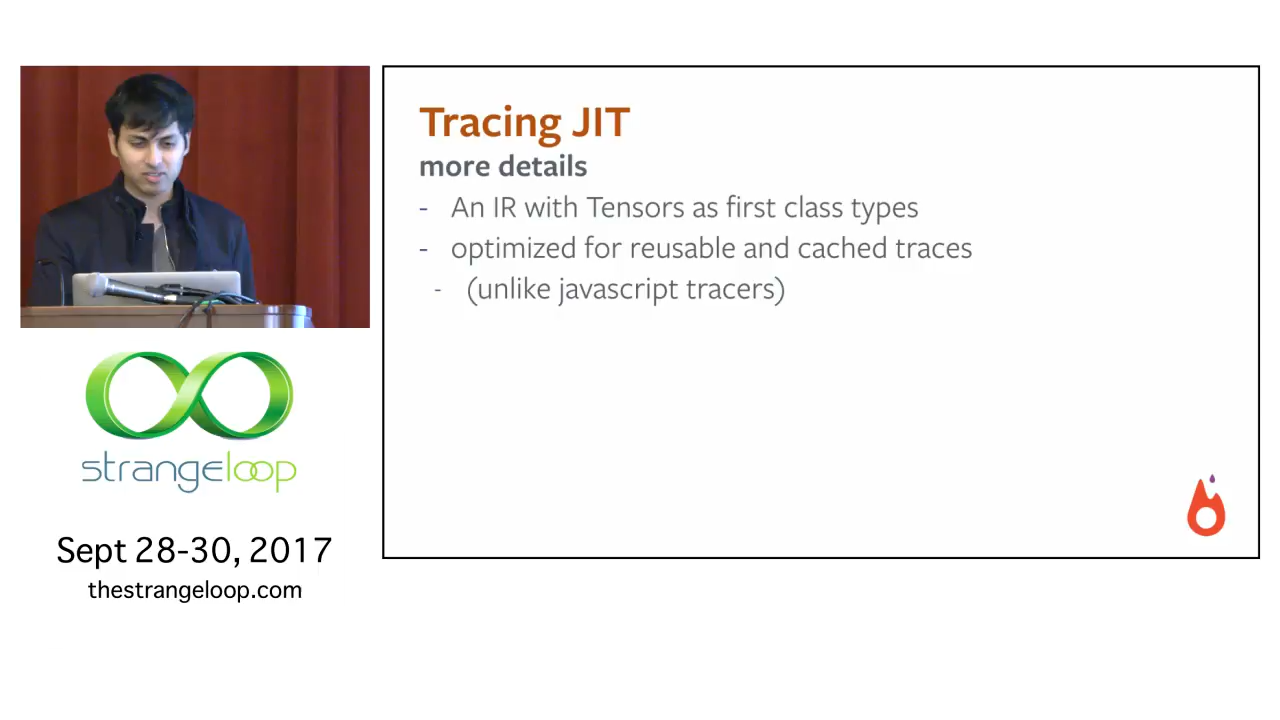 Tracing JIT
more details
- An IR with Tensors as first class types
- optimized for reusable and cached traces
- (unlike javascript tracers)
strangeloop
Sept 28-30, 2017
thestrangeloop.com